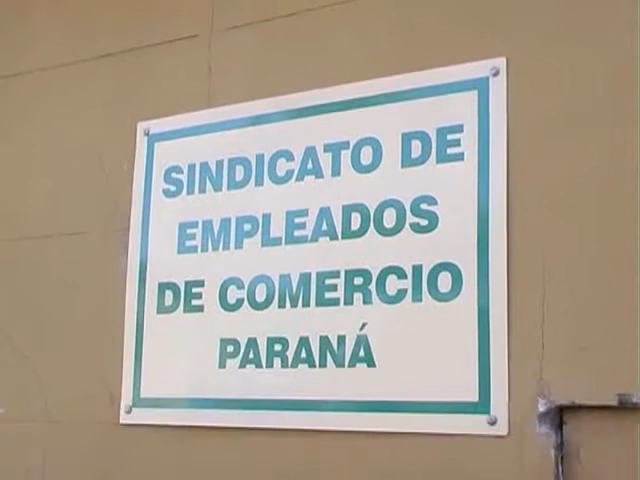 SINDICATO DE
EMPLEADOS
DE COMERCIO
PARANÁ